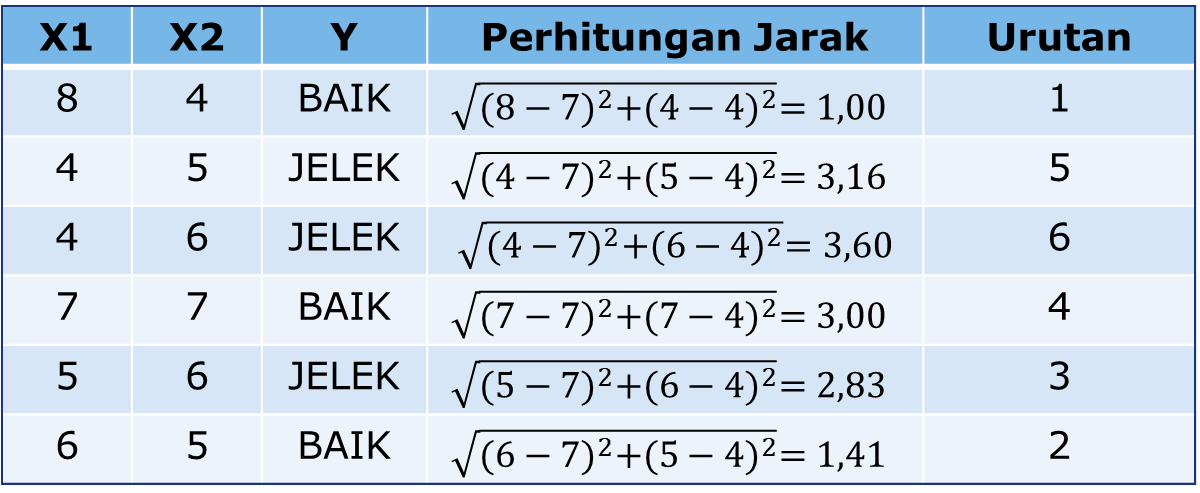 X1 X2 Y Perhitungan Jarak Urutan
8 4 BAIK √(8 − 7)²+(4 − 4)²= 1,00 1
4 5 JELEK √(4 − 7)²+(5 − 4)²= 3,16 5
4 6 JELEK √(4 − 7)²+(6 − 4)²= 3,60 6
7 7 BAIK √(7 − 7)²+(7 − 4)²= 3,00 4
5 6 JELEK √(5 − 7)²+(6 − 4)²= 2,83 3
6 5 BAIK √(6 − 7)²+(5 − 4)²= 1,41 2